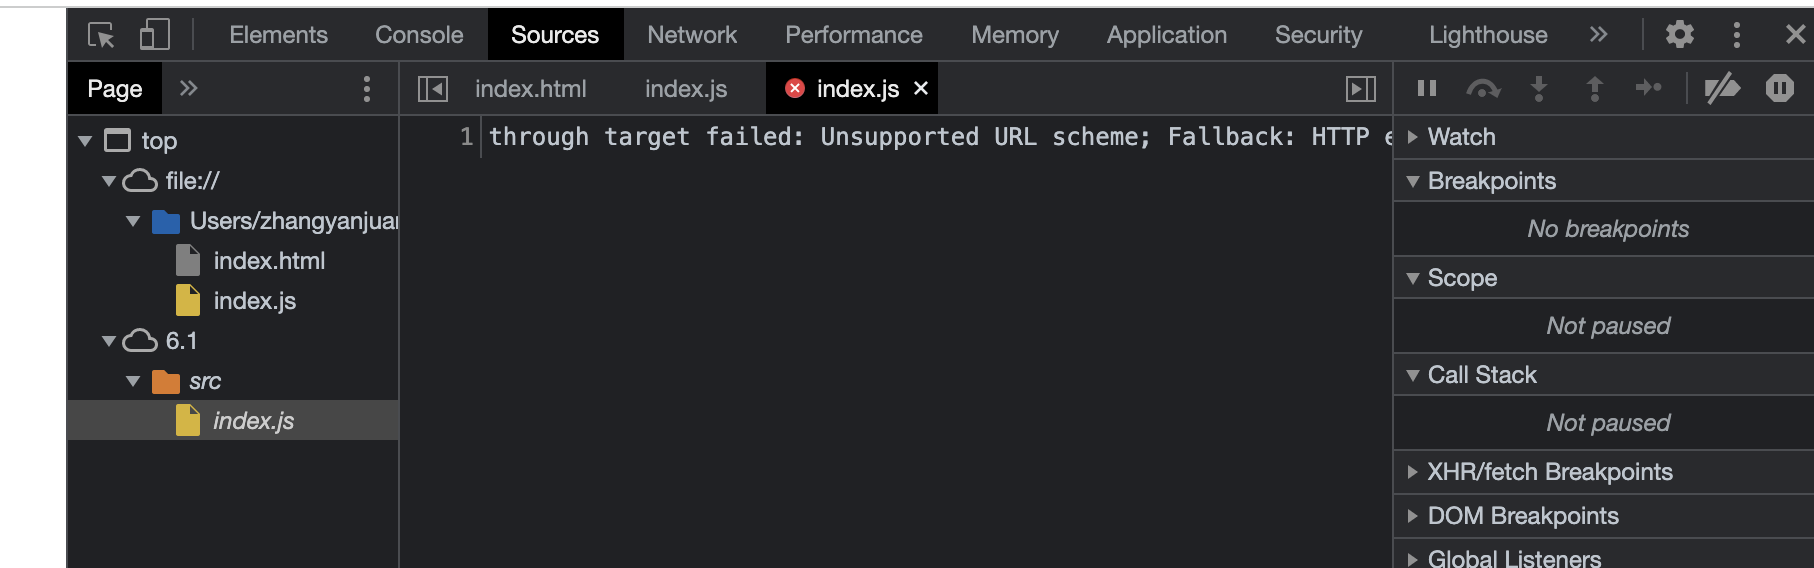 Elements Console Sources Network Performance Memory Application Security Lighthouse
Page index.html index.js index.js
top
file://
Users/zhangyanjuan
index.html
index.js
6.1
src
index.js
1 through target failed: Unsupported URL scheme; Fallback: HTTP
Watch
Breakpoints
No breakpoints
Scope
Not paused
Call Stack
Not paused
XHR/fetch Breakpoints
DOM Breakpoints
Global Listeners